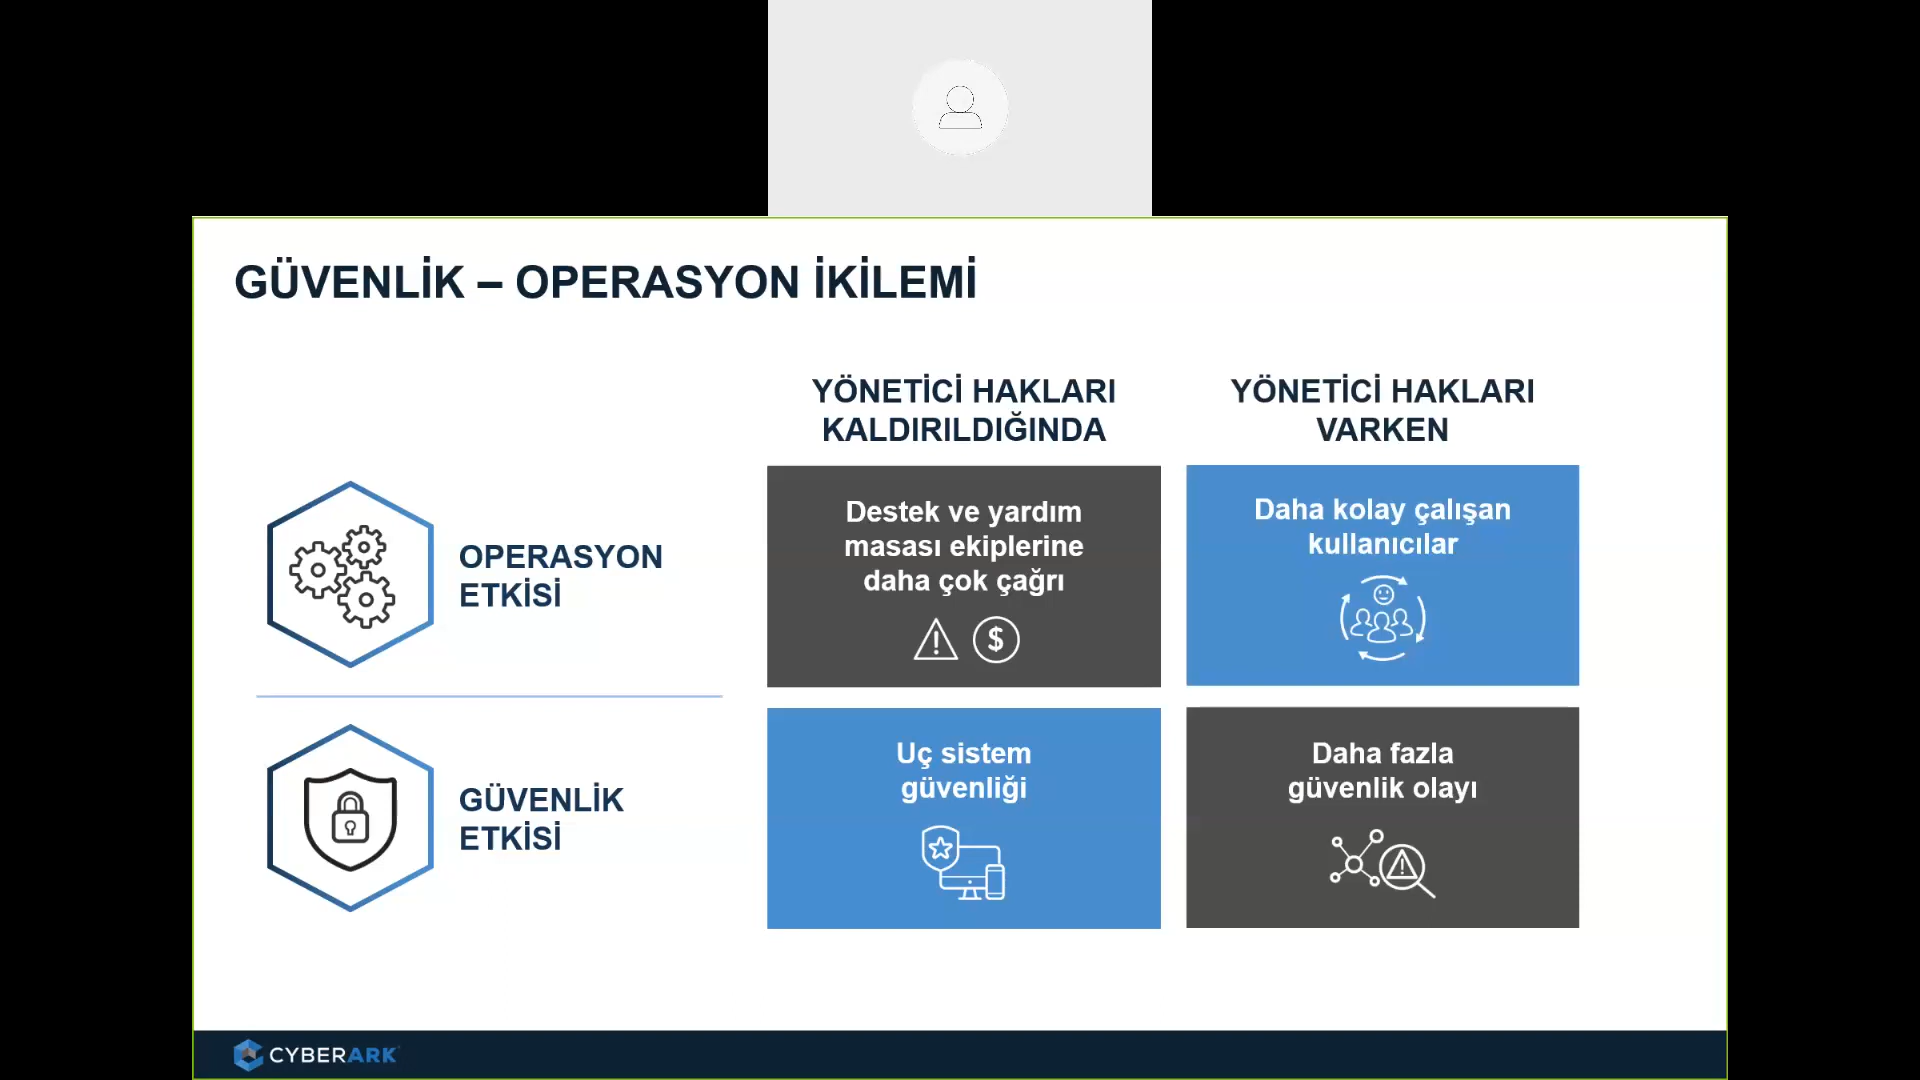 GÜVENLİK – OPERASYON İKİLEMİ
YÖNETİCİ HAKLARI
KALDIRILDIĞINDA
YÖNETİCİ HAKLARI
VARKEN
OPERASYON
ETKİSİ
Destek ve yardım
masası ekiplerine
daha çok çağrı
$
Daha kolay çalışan
kullanıcılar
GÜVENLİK
ETKİSİ
Uç sistem
güvenliği
Daha fazla
güvenlik olayı
CYBERARK